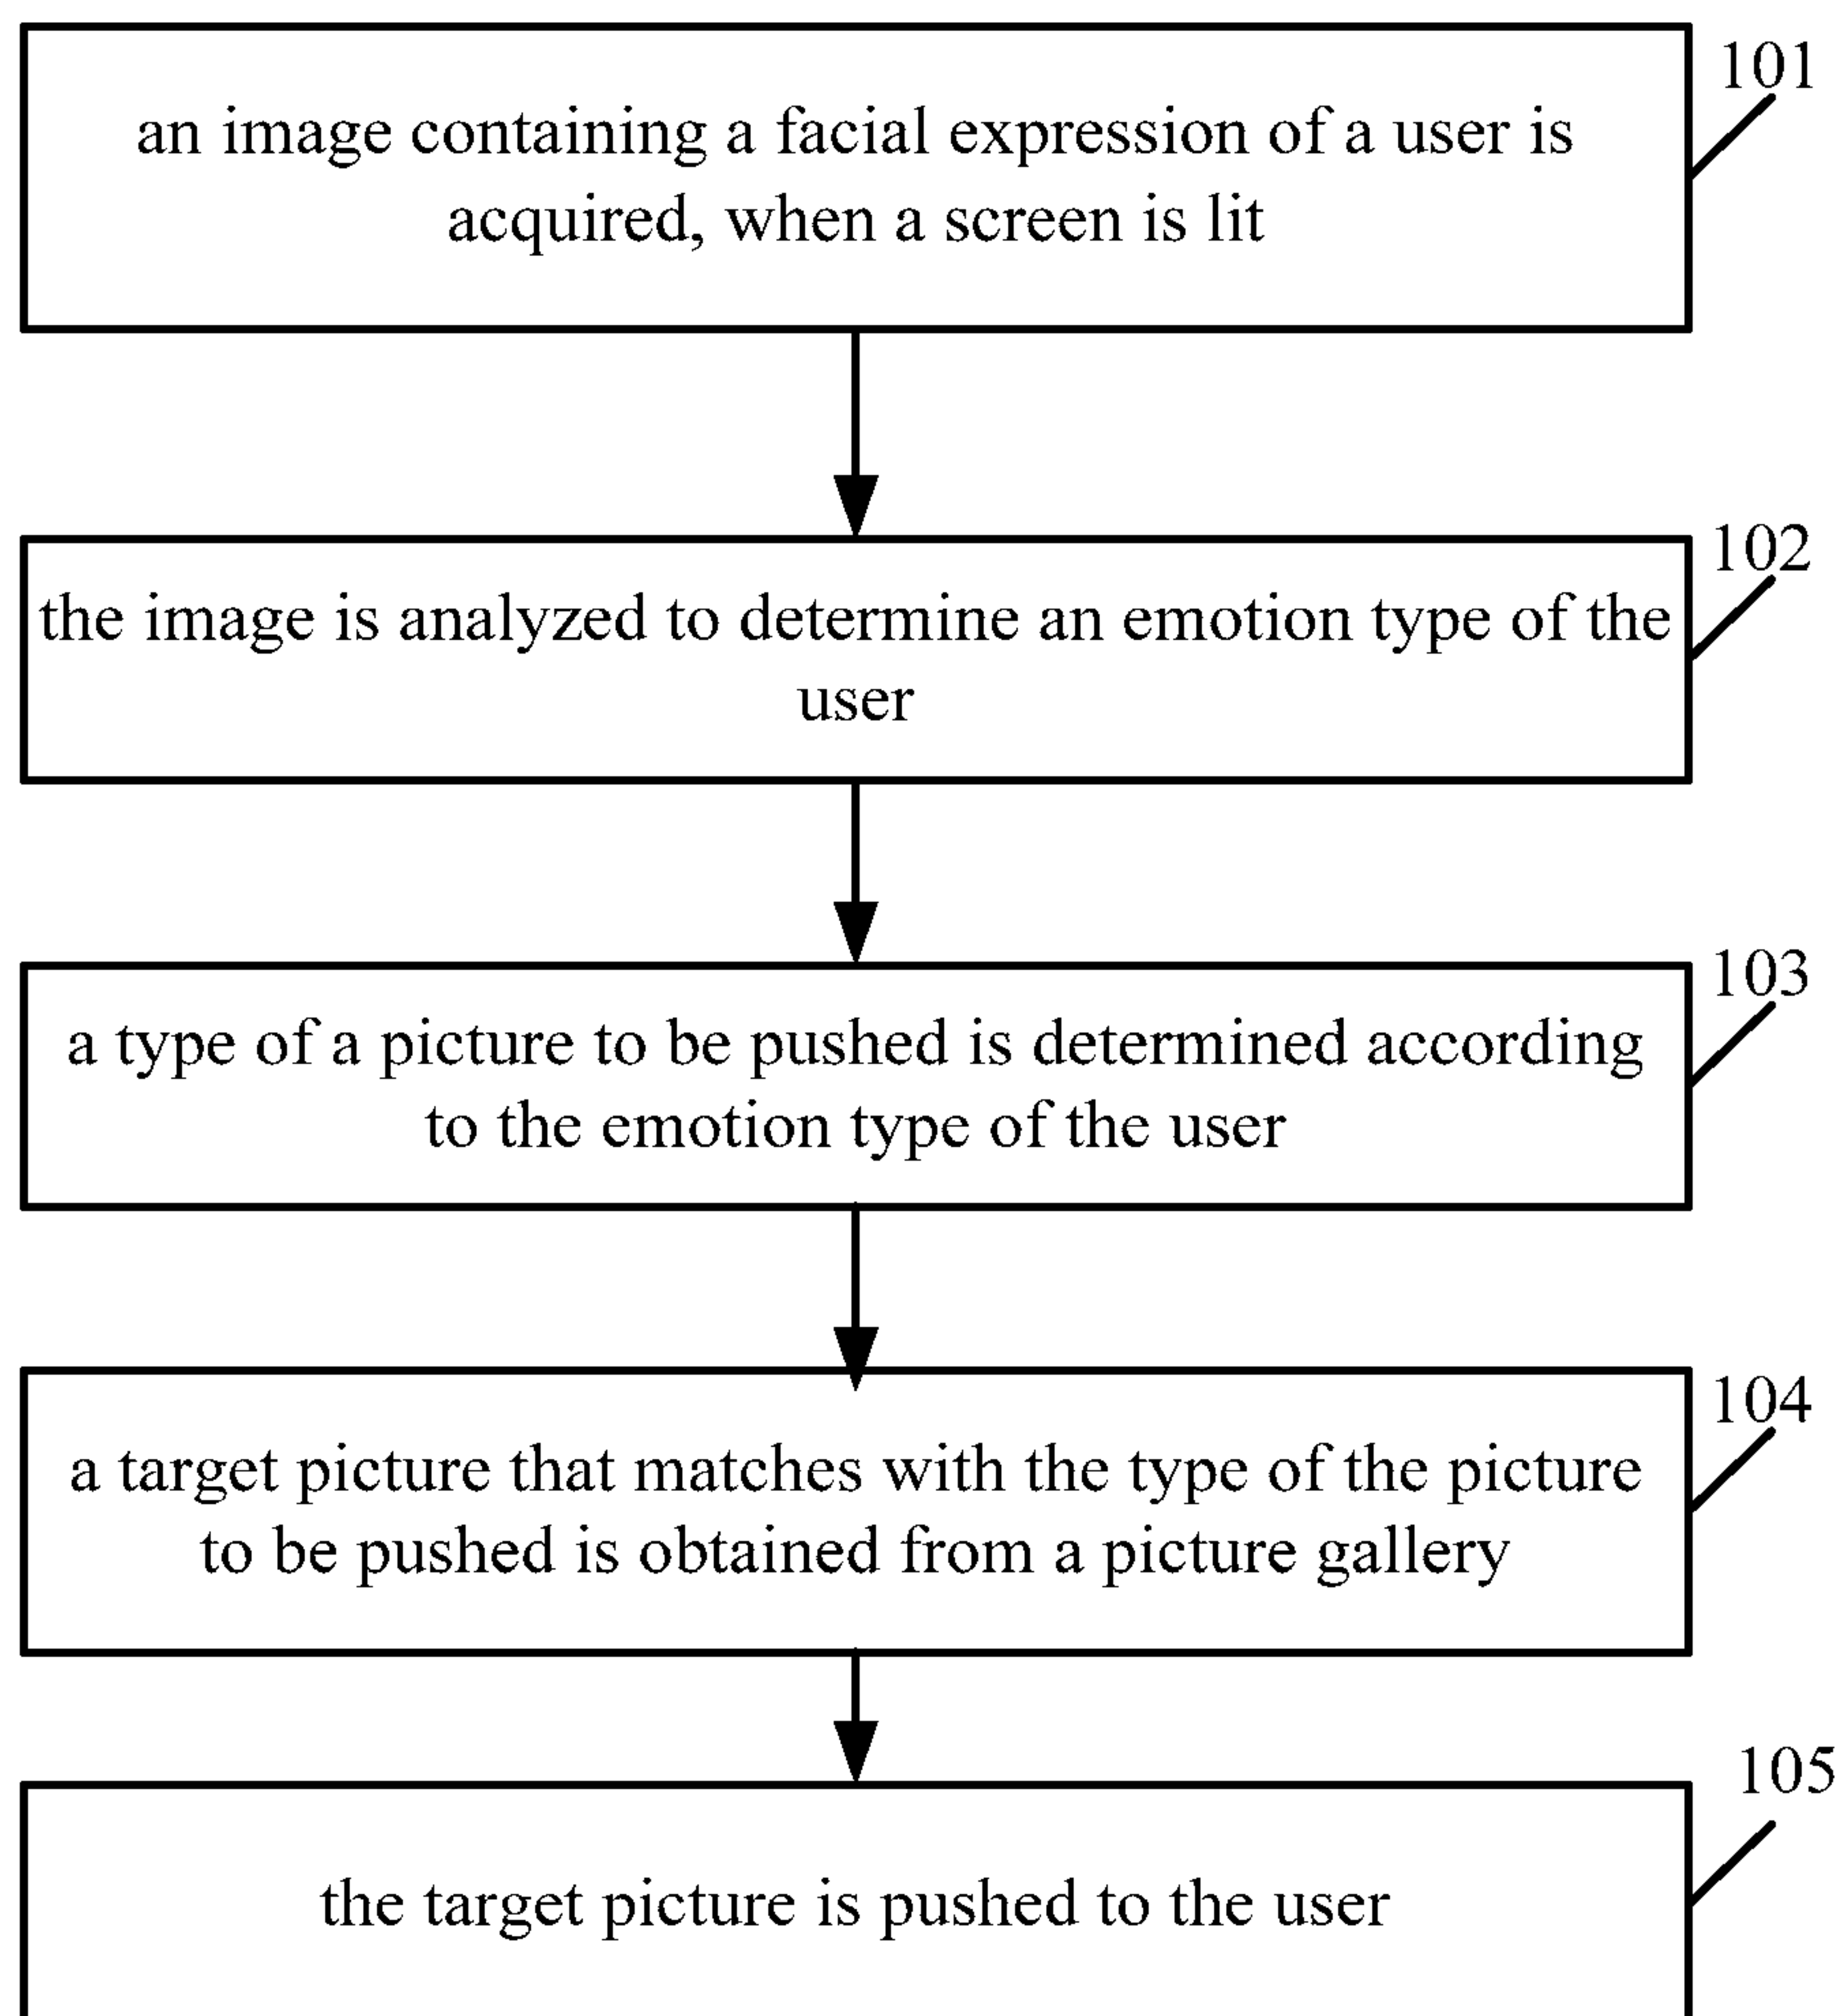 101
an image containing a facial expression of a user is
acquired, when a screen is lit
102
the image is analyzed to determine an emotion type of the
user
103
a type of a picture to be pushed is determined according
to the emotion type of the user
104
a target picture that matches with the type of the picture
to be pushed is obtained from a picture gallery
105
the target picture is pushed to the user